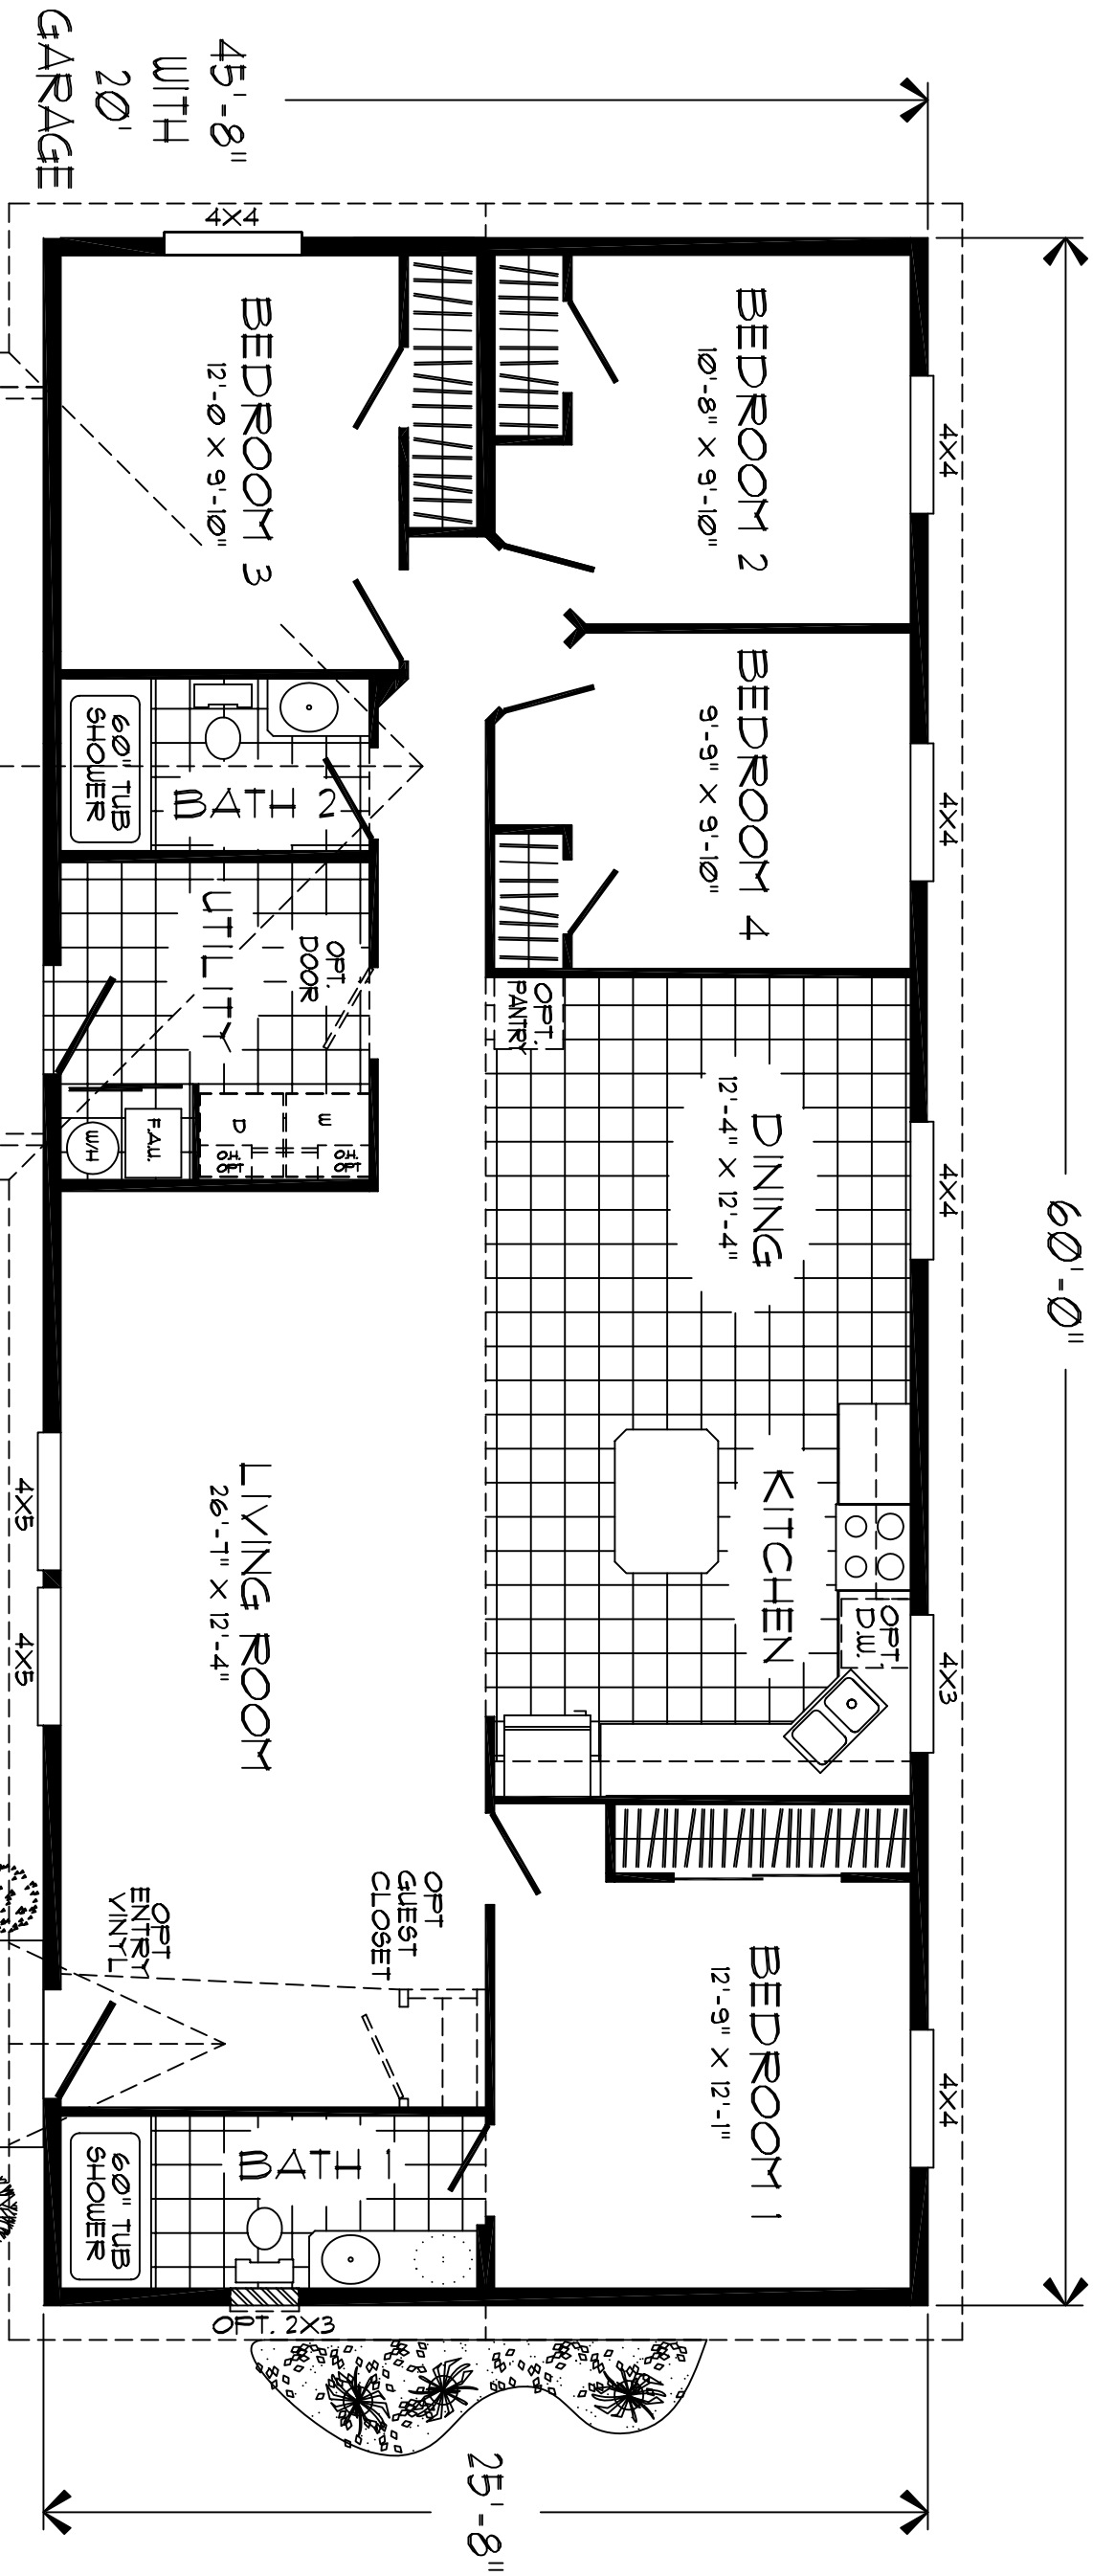 60'-0"
4X4
4X4
4X4
4X3
4X4
BEDROOM 2
10'-8" X 9'-10"
BEDROOM 4
9'-9" X 9'-10"
DINING
12'-4" X 12'-4"
KITCHEN
OPT
D.W.
BEDROOM 1
12'-9" X 12'-1"
OPT.
PANTRY
45'-8"
WITH
20'
GARAGE
4X4
BEDROOM 3
12'-0 X 9'-10"
BATH 2
60" TUB
SHOWER
OPT.
DOOR
UTILITY
W
D
O.H.
OPT
O.H.
OPT
F.A.U.
W/H
LIVING ROOM
26'-7" X 12'-4"
OPT
GUEST
CLOSET
OPT
ENTRY
VINYL
BATH 1
60" TUB
SHOWER
OPT. 2X3
4X5
4X5
25'-8"